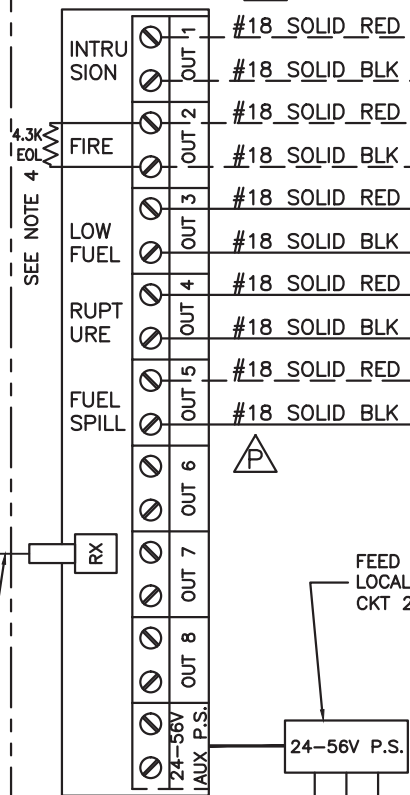 INTRU
SION
OUT 1
#18 SOLID RED
#18 SOLID BLK
4.3K
EOL
SEE NOTE 4
FIRE
OUT 2
#18 SOLID RED
#18 SOLID BLK
LOW
FUEL
OUT 3
#18 SOLID RED
#18 SOLID BLK
RUPT
URE
OUT 4
#18 SOLID RED
#18 SOLID BLK
FUEL
SPILL
OUT 5
#18 SOLID RED
#18 SOLID BLK
P
OUT 6
RX
OUT 7
OUT 8
24-56V
AUX P.S.
FEED
LOCAL
CKT 2
24-56V P.S.